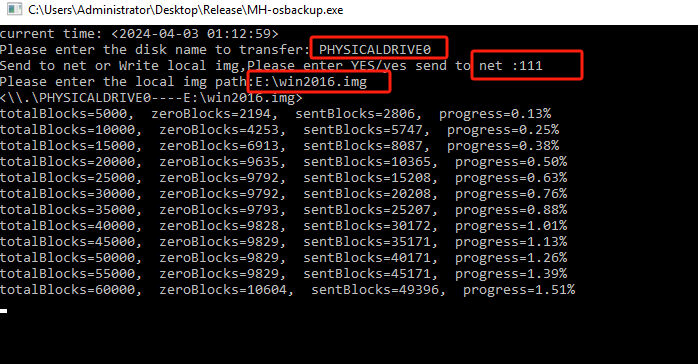 C:\Users\Administrator\Desktop\Release\MH-osbackup.exe
current time: <2024-04-03 01:12:59>
Please enter the disk name to transfer: PHYSICALDRIVE0
Send to net or Write local img,Please enter YES/yes send to net :111
Please enter the local img path:E:\win2016.img
<\\.\PHYSICALDRIVE0----E:\win2016.img>
totalBlocks=5000,  zeroBlocks=2194,  sentBlocks=2806,  progress=0.13%
totalBlocks=10000,  zeroBlocks=4253,  sentBlocks=5747,  progress=0.25%
totalBlocks=15000,  zeroBlocks=6913,  sentBlocks=8087,  progress=0.38%
totalBlocks=20000,  zeroBlocks=9635,  sentBlocks=10365,  progress=0.50%
totalBlocks=25000,  zeroBlocks=9792,  sentBlocks=15208,  progress=0.63%
totalBlocks=30000,  zeroBlocks=9792,  sentBlocks=20208,  progress=0.76%
totalBlocks=35000,  zeroBlocks=9793,  sentBlocks=25207,  progress=0.88%
totalBlocks=40000,  zeroBlocks=9828,  sentBlocks=30172,  progress=1.01%
totalBlocks=45000,  zeroBlocks=9829,  sentBlocks=35171,  progress=1.13%
totalBlocks=50000,  zeroBlocks=9829,  sentBlocks=40171,  progress=1.26%
totalBlocks=55000,  zeroBlocks=9829,  sentBlocks=45171,  progress=1.39%
totalBlocks=60000,  zeroBlocks=10604,  sentBlocks=49396,  progress=1.51%